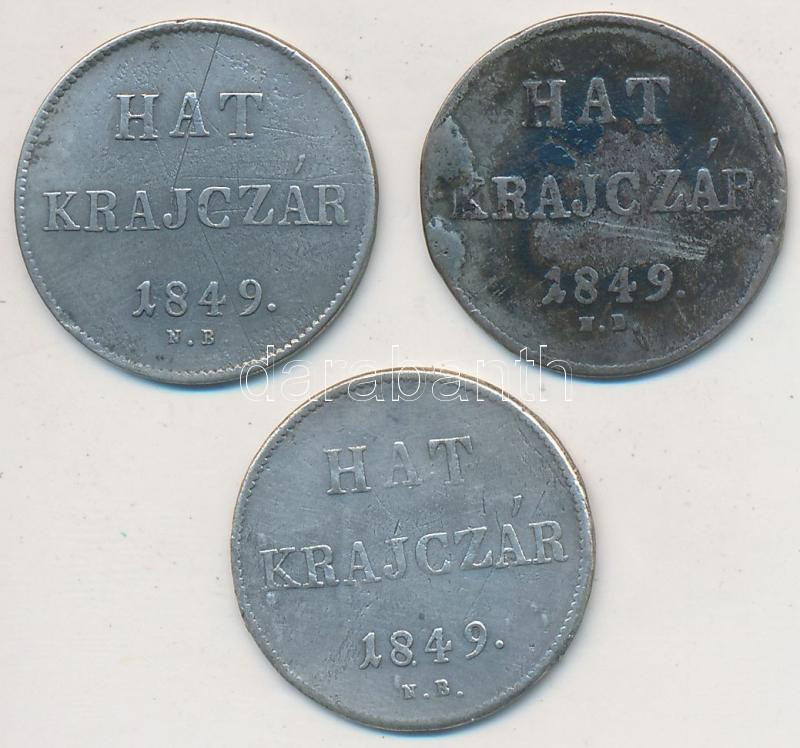 HAT
KRAJCZÁR
1849.
N.B
HAT
KRAJCZÁR
1849.
darabanth
HAT
KRAJCZÁR
1849.
N.B.